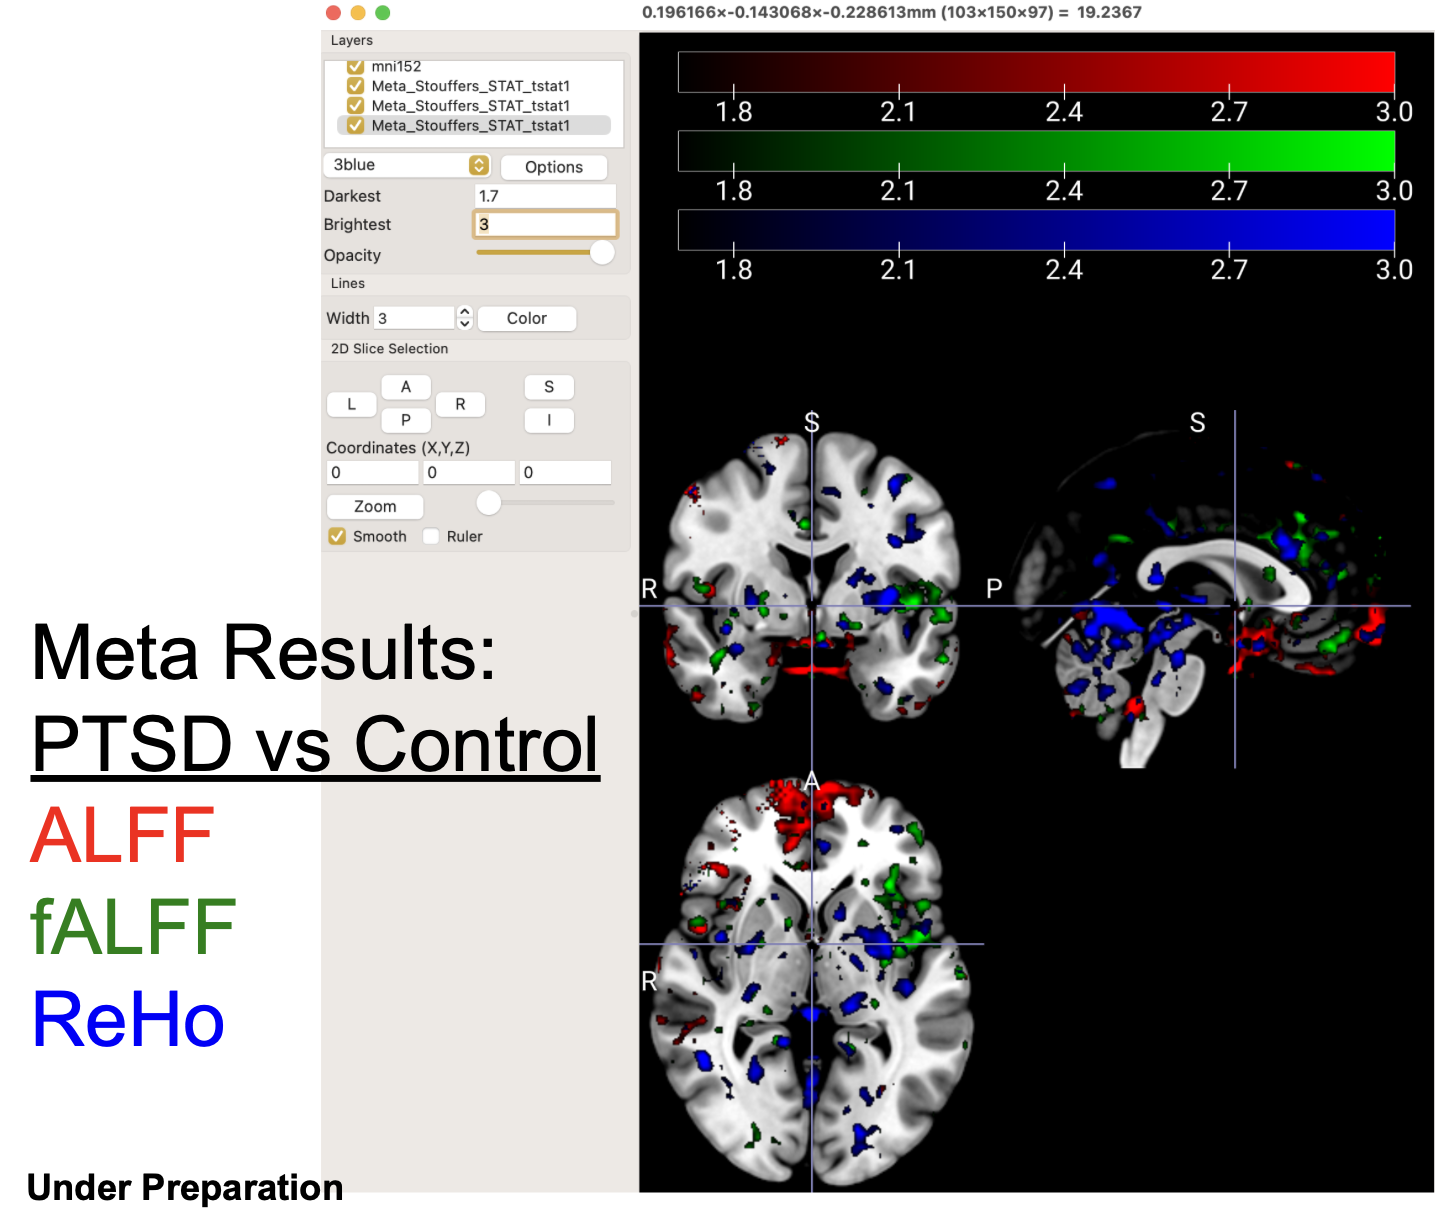 0.196166×-0.143068×-0.228613mm (103×150×97) = 19.2367
Layers
mni152
Meta_Stouffers_STAT_tstat1
Meta_Stouffers_STAT_tstat1
Meta_Stouffers_STAT_tstat1
3blue
Options
Darkest
1.7
Brightest
3
Opacity
Lines
Width
3
Color
2D Slice Selection
A
S
L
R
P
I
Coordinates (X,Y,Z)
0
0
0
Zoom
Smooth
Ruler
1.8 2.1 2.4 2.7 3.0
1.8 2.1 2.4 2.7 3.0
1.8 2.1 2.4 2.7 3.0
S
S
R
P
A
R
Meta Results:
PTSD vs Control
ALFF
fALFF
ReHo
Under Preparation